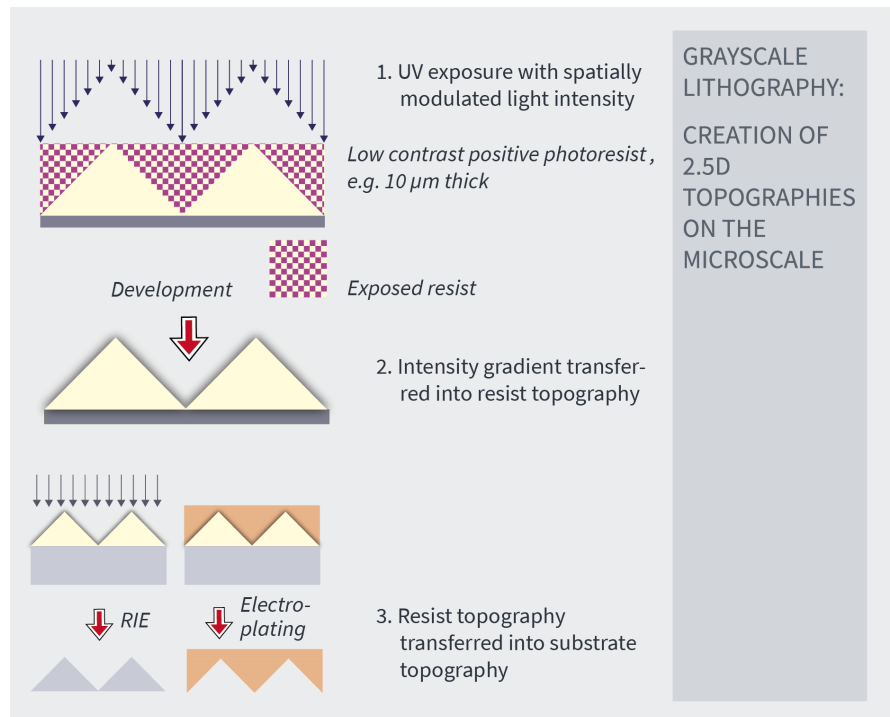 1. UV exposure with spatially
modulated light intensity
Low contrast positive photoresist ,
e.g. 10 µm thick
Development
Exposed resist
2. Intensity gradient transfer-
red into resist topography
RIE
Electro-
plating
3. Resist topography
transferred into substrate
topography
GRAYSCALE
LITHOGRAPHY:
CREATION OF
2.5D
TOPOGRAPHIES
ON THE
MICROSCALE